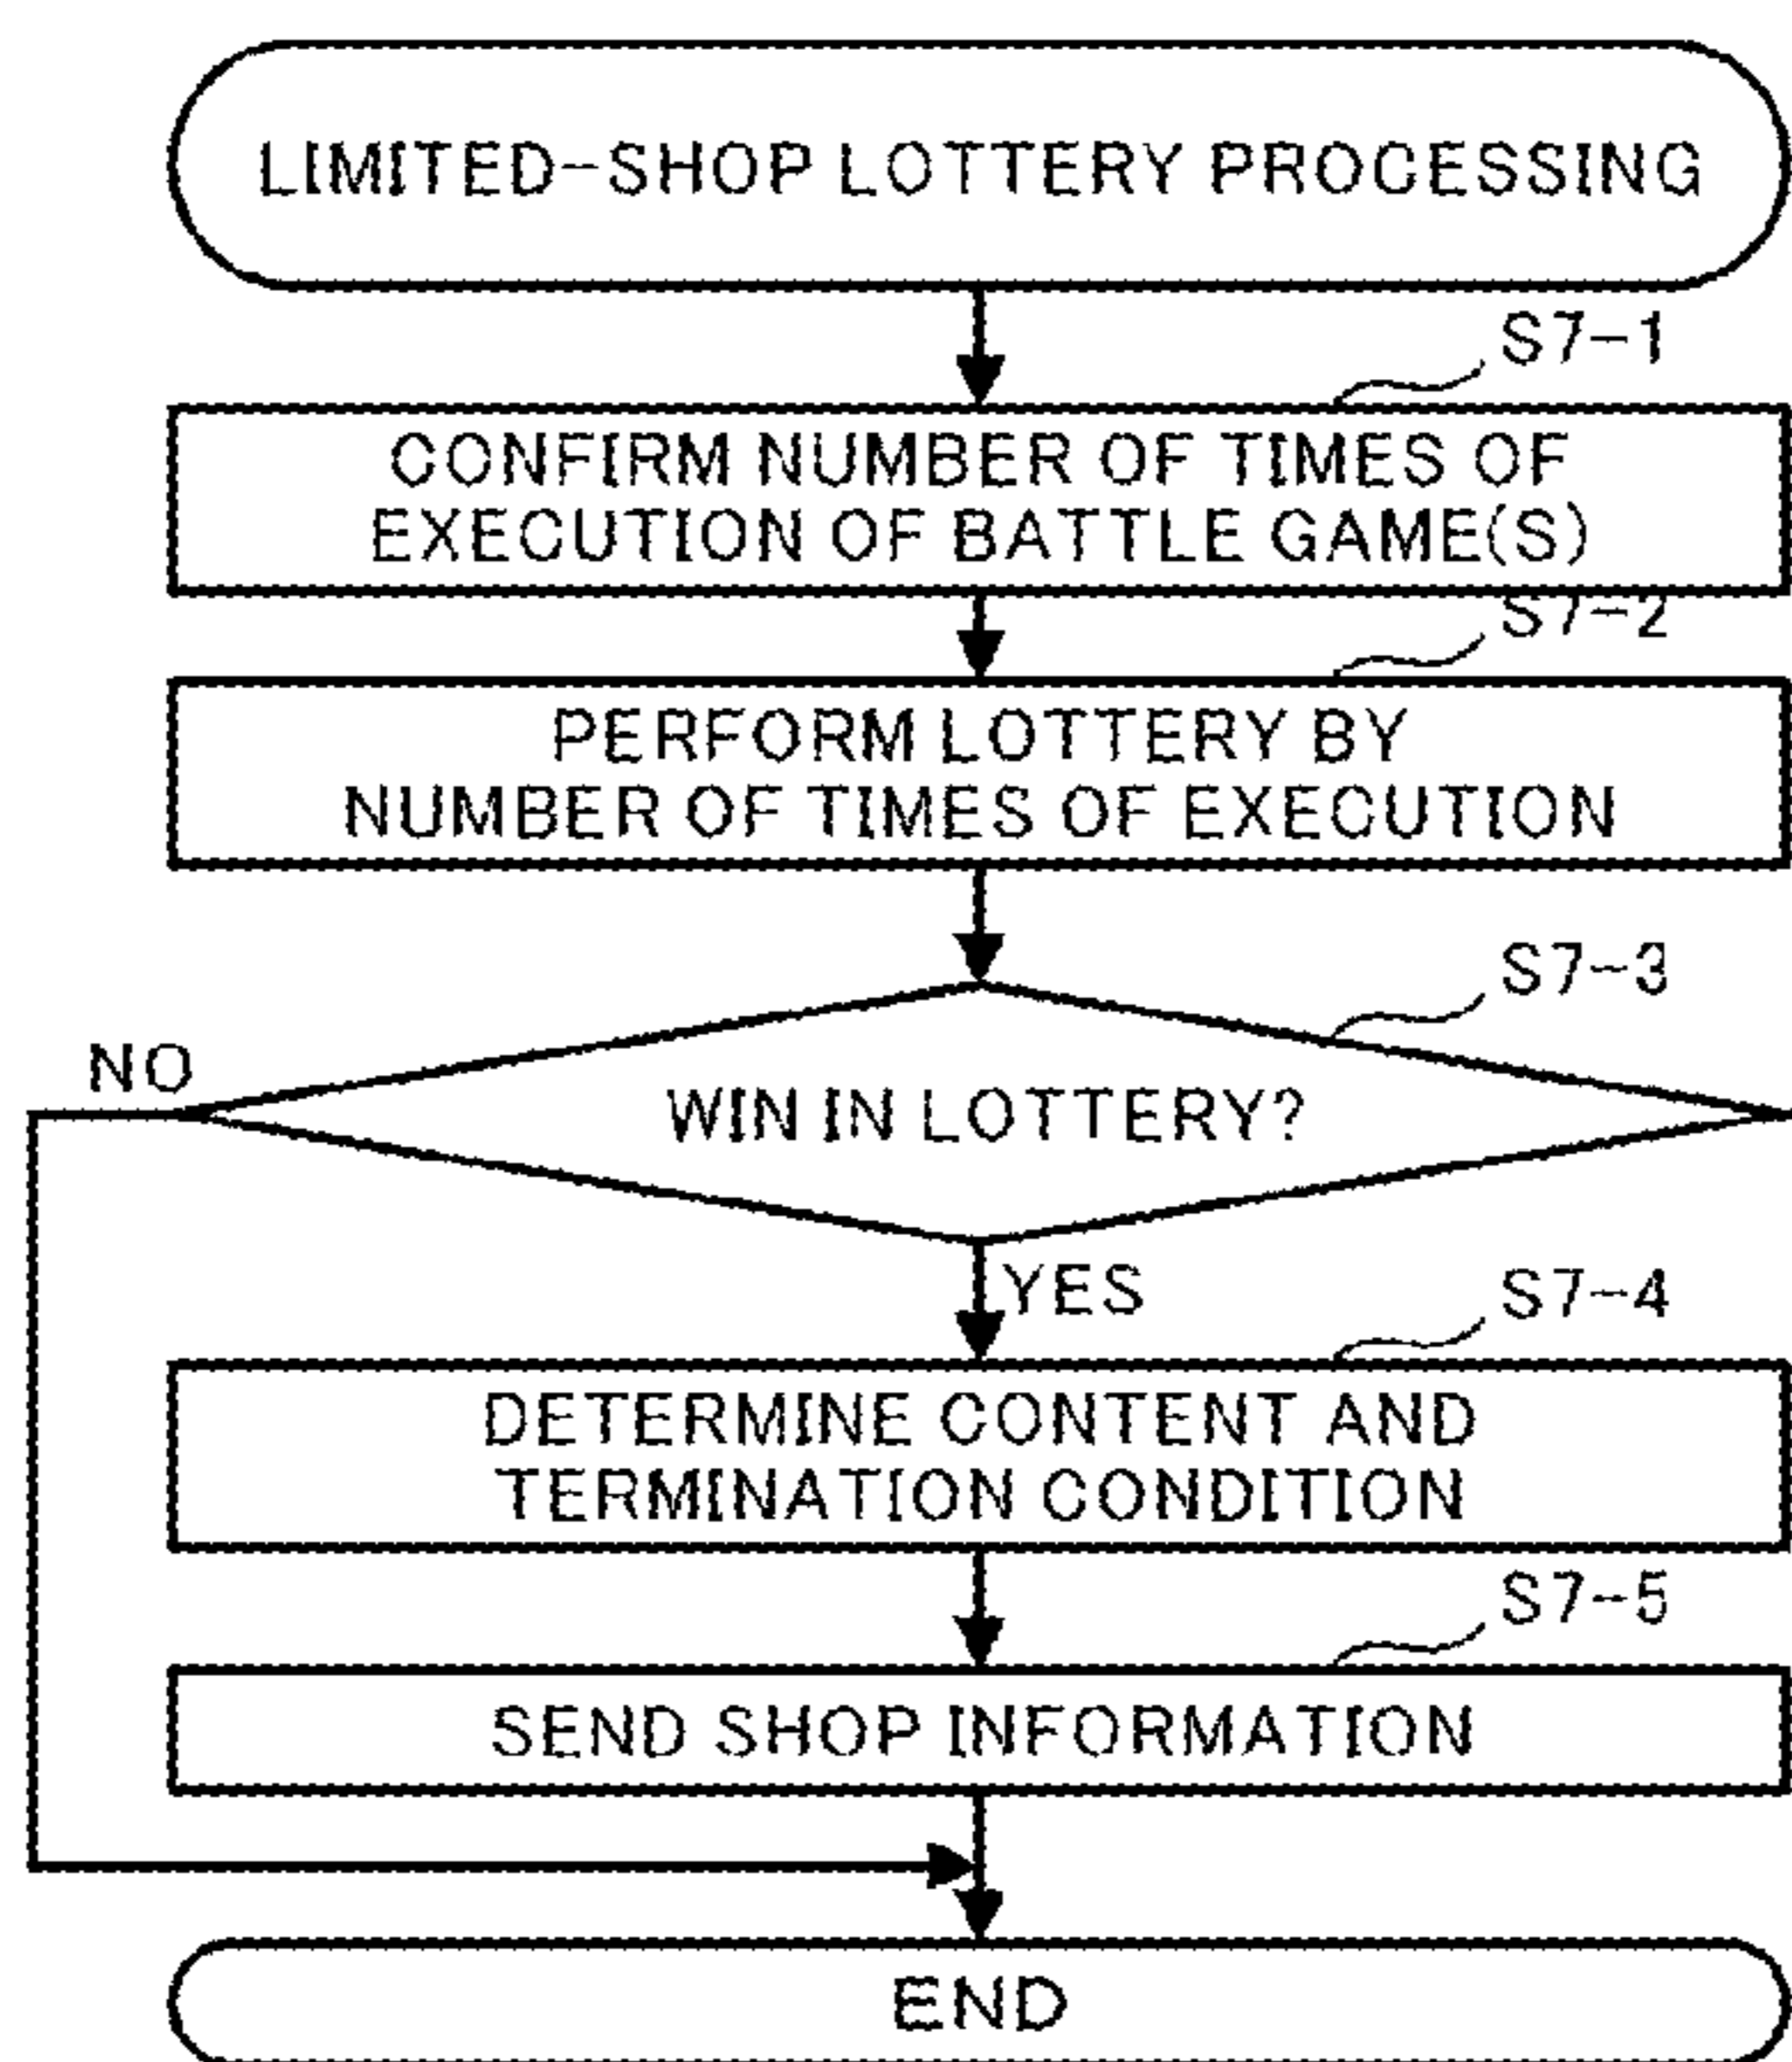 LIMITED-SHOP LOTTERY PROCESSING
S7-1
CONFIRM NUMBER OF TIMES OF
EXECUTION OF BATTLE GAME(S)
S7-2
PERFORM LOTTERY BY
NUMBER OF TIMES OF EXECUTION
S7-3
NO
WIN IN LOTTERY?
YES
S7-4
DETERMINE CONTENT AND
TERMINATION CONDITION
S7-5
SEND SHOP INFORMATION
END